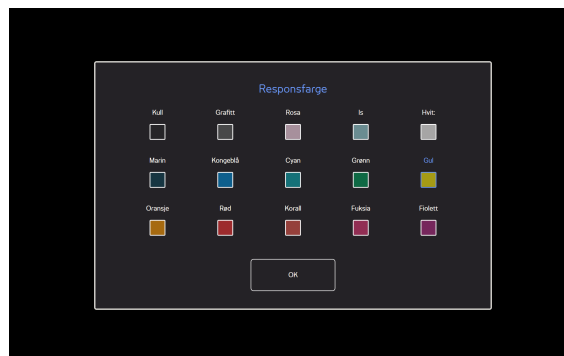 Responsfarge
Kull Grafitt Rosa Is Hvit:
Marin Kongeblå Cyan Grønn Gul
Oransje Rød Korall Fuksia Fiolett
OK